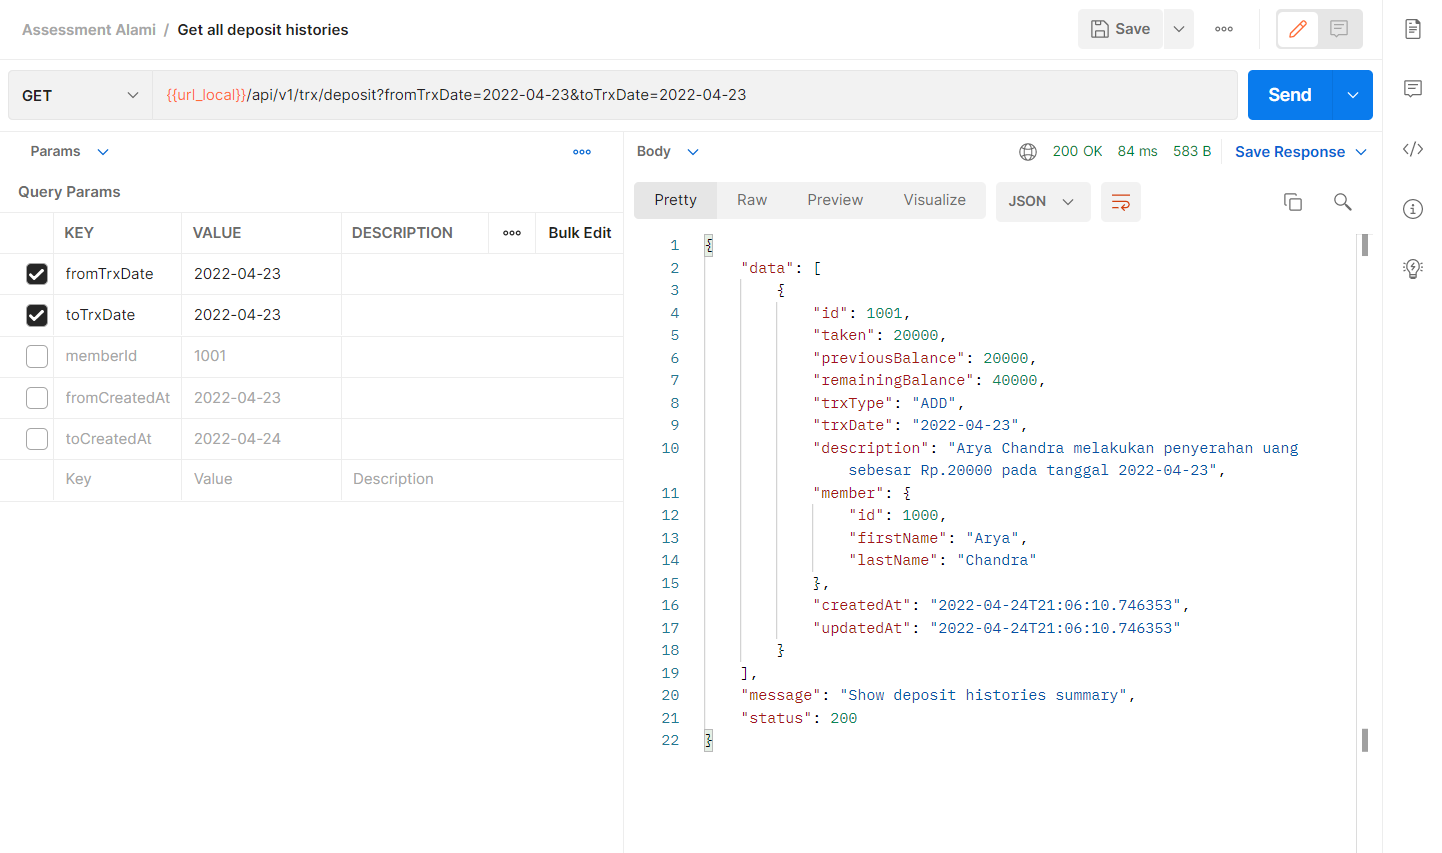 Assessment Alami / Get all deposit histories
Save
GET
{{url_local}}/api/v1/trx/deposit?fromTrxDate=2022-04-23&toTrxDate=2022-04-23
Send
Params
Query Params
KEY VALUE DESCRIPTION Bulk Edit
fromTrxDate 2022-04-23
toTrxDate 2022-04-23
memberId 1001
fromCreatedAt 2022-04-23
toCreatedAt 2022-04-24
Key Value Description
Body
200 OK 84 ms 583 B Save Response
Pretty Raw Preview Visualize JSON
1 {
2 "data": [
3 {
4 "id": 1001,
5 "taken": 20000,
6 "previousBalance": 20000,
7 "remainingBalance": 40000,
8 "trxType": "ADD",
9 "trxDate": "2022-04-23",
10 "description": "Arya Chandra melakukan penyerahan uang
sebesar Rp.20000 pada tanggal 2022-04-23",
11 "member": {
12 "id": 1000,
13 "firstName": "Arya",
14 "lastName": "Chandra"
15 },
16 "createdAt": "2022-04-24T21:06:10.746353",
17 "updatedAt": "2022-04-24T21:06:10.746353"
18 }
19 ],
20 "message": "Show deposit histories summary",
21 "status": 200
22 }